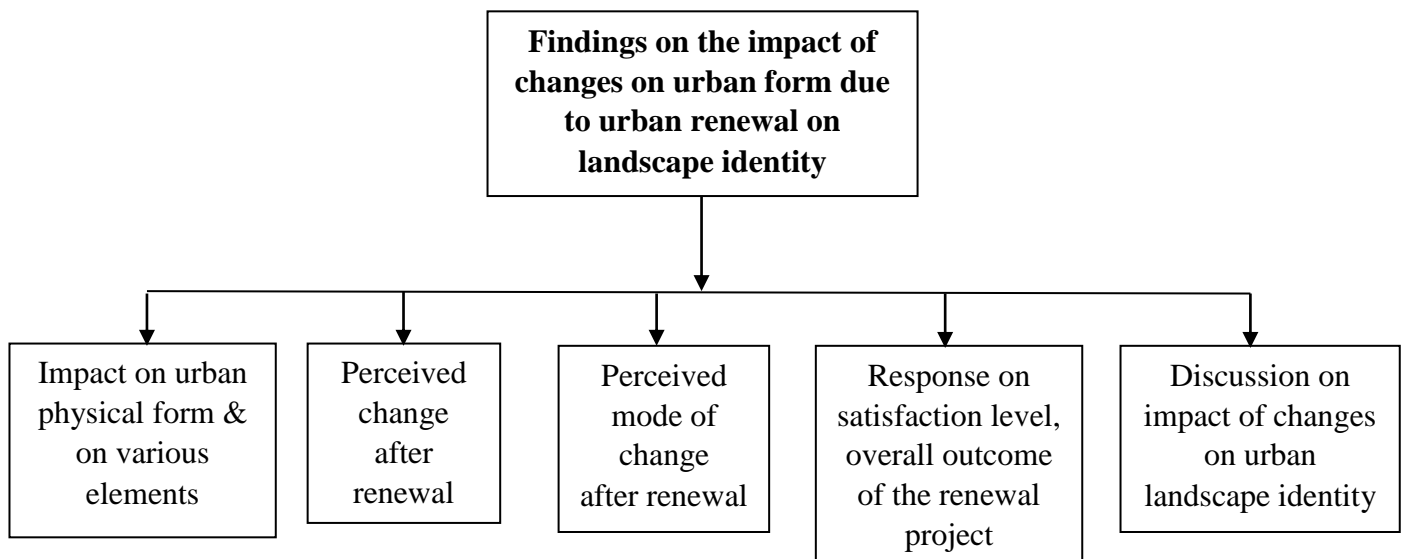 Findings on the impact of
changes on urban form due
to urban renewal on
landscape identity
Impact on urban
physical form &
on various
elements
Perceived
change
after
renewal
Perceived
mode of
change
after renewal
Response on
satisfaction level,
overall outcome
of the renewal
project
Discussion on
impact of changes
on urban
landscape identity